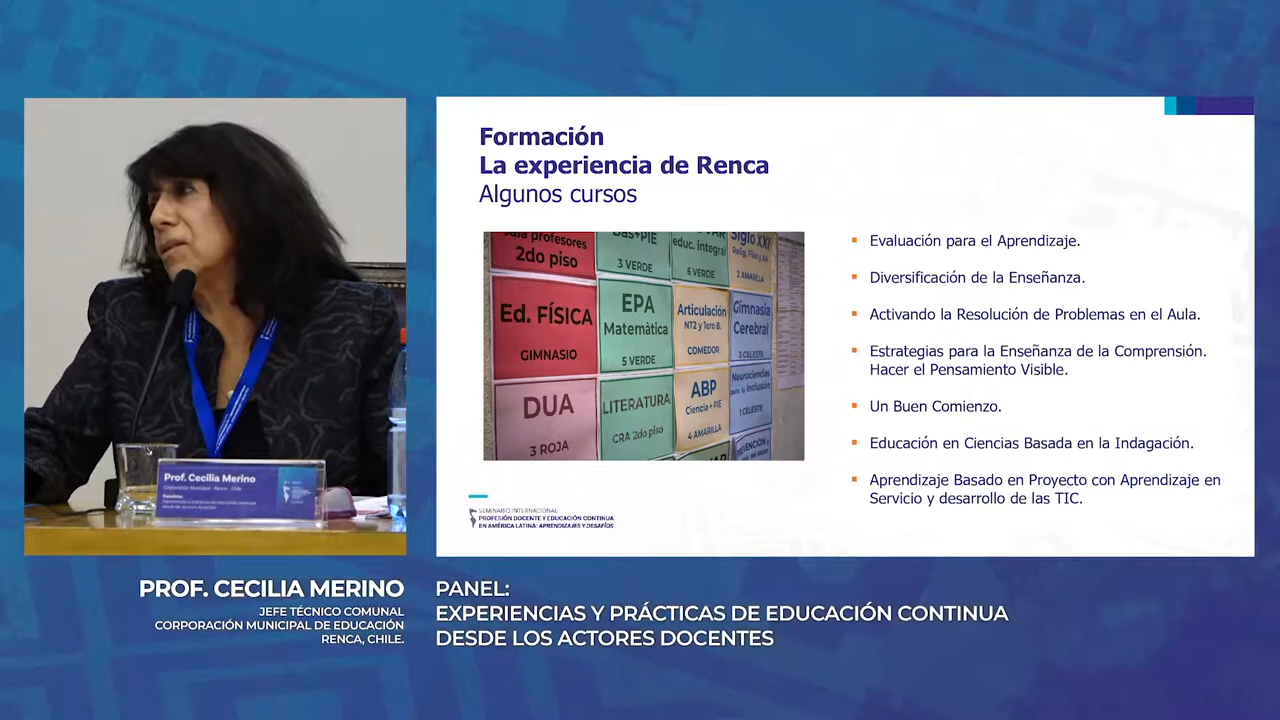 Formación
La experiencia de Renca
Algunos cursos
profesores
2do piso
3 VERDE
educ. integral
6 VERDE
Siglo XXI
2 AMARILLA
Ed. FÍSICA
GIMNASIO
EPA
Matemàtica
5 VERDE
Articulación
NT2 y 1ero B.
COMEDOR
Gimnasia
Cerebral
3 CELESTE
DUA
3 ROJA
LITERATURA
CRA 2do piso
ABP
Ciencia + PIE
4 AMARILLA
Neurociencias
para la inclusión
1 CELESTE
Evaluación para el Aprendizaje.
Diversificación de la Enseñanza.
Activando la Resolución de Problemas en el Aula.
Estrategias para la Enseñanza de la Comprensión.
Hacer el Pensamiento Visible.
Un Buen Comienzo.
Educación en Ciencias Basada en la Indagación.
Aprendizaje Basado en Proyecto con Aprendizaje en
Servicio y desarrollo de las TIC.
SEMINARIO INTERNACIONAL
PROFESIÓN DOCENTE Y EDUCACIÓN CONTINUA
EN AMÉRICA LATINA: APRENDIZAJES Y DESAFÍOS
Prof. Cecilia Merino
PROF. CECILIA MERINO
JEFE TÉCNICO COMUNAL
CORPORACIÓN MUNICIPAL DE EDUCACIÓN
RENCA, CHILE.
PANEL:
EXPERIENCIAS Y PRÁCTICAS DE EDUCACIÓN CONTINUA
DESDE LOS ACTORES DOCENTES